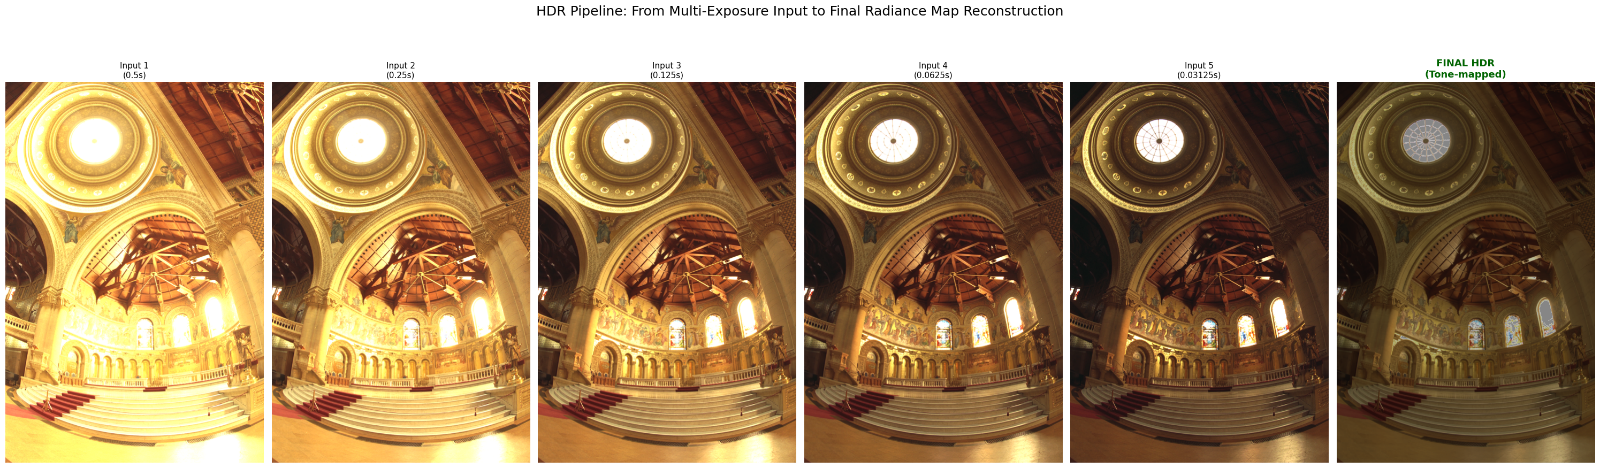 HDR Pipeline: From Multi-Exposure Input to Final Radiance Map Reconstruction
Input 1
(0.5s)
Input 2
(0.25s)
Input 3
(0.125s)
Input 4
(0.0625s)
Input 5
(0.03125s)
FINAL HDR
(Tone-mapped)